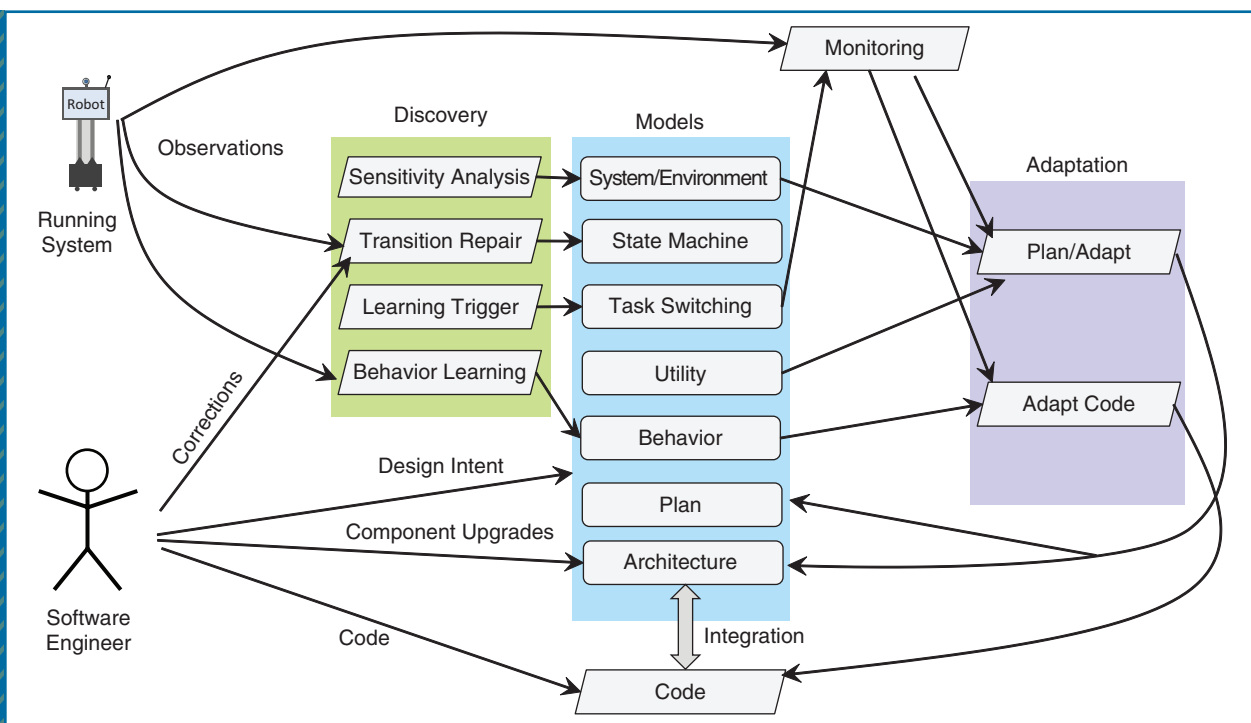 Monitoring
Robot
Discovery
Models
Observations
Adaptation
Sensitivity Analysis
System/Environment
Running
System
Transition Repair
State Machine
Plan/Adapt
Learning Trigger
Task Switching
Behavior Learning
Utility
Adapt Code
Corrections
Behavior
Design Intent
Plan
Component Upgrades
Architecture
Software
Engineer
Code
Integration
Code